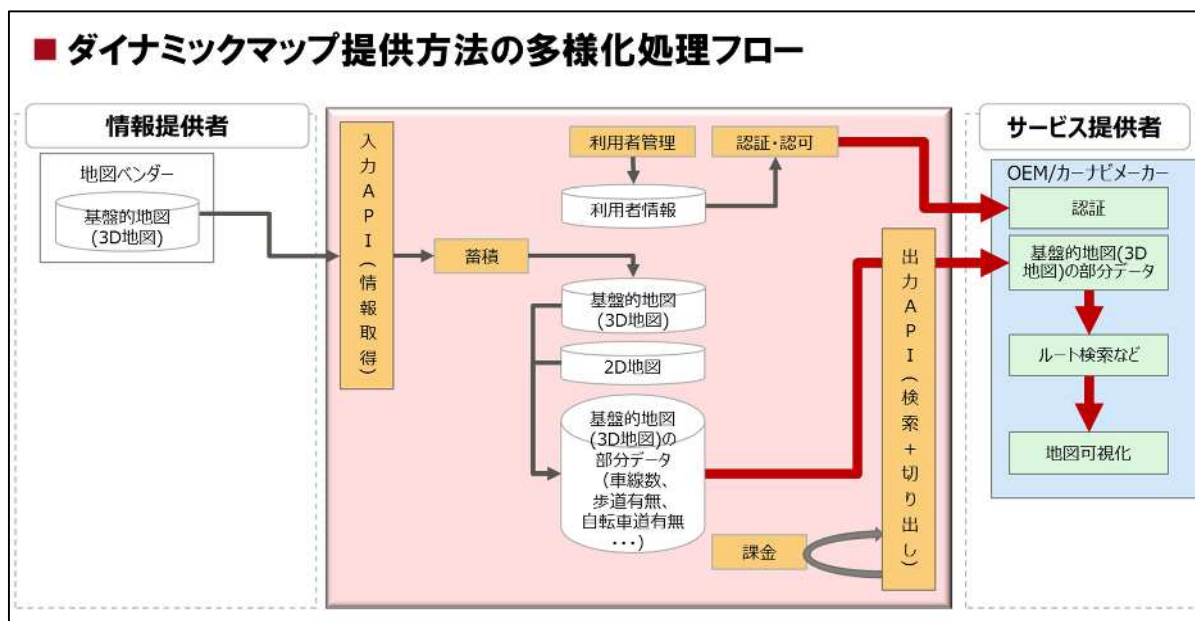 ■ ダイナミックマップ提供方法の多様化処理フロー
情報提供者
地図ベンダー
基盤的地図
(3D地図)
入力API(情報取得)
蓄積
利用者管理
利用者情報
認証・認可
基盤的地図
(3D地図)
2D地図
基盤的地図
(3D地図)の
部分データ
(車線数、
歩道有無、
自転車道有無
・・・)
課金
出力API(検索+切り出し)
サービス提供者
OEM/カーナビメーカー
認証
基盤的地図(3D
地図)の部分データ
ルート検索など
地図可視化